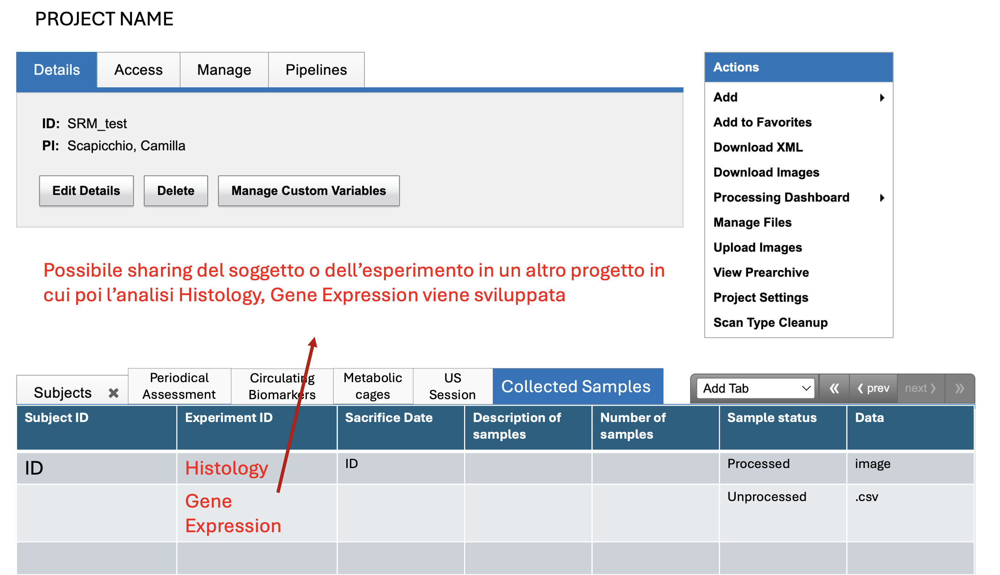 PROJECT NAME
Details Access Manage Pipelines
ID: SRM_test
PI: Scapicchio, Camilla
Edit Details Delete Manage Custom Variables
Actions
Add
Add to Favorites
Download XML
Download Images
Processing Dashboard
Manage Files
Upload Images
View Prearchive
Project Settings
Scan Type Cleanup
Possibile sharing del soggetto o dell’esperimento in un altro progetto in
cui poi l’analisi Histology, Gene Expression viene sviluppata
Subjects
Periodical
Assessment
Circulating
Biomarkers
Metabolic
cages
US
Session
Collected Samples
Add Tab « ‹ prev next › »
Subject ID
Experiment ID
Sacrifice Date
Description of
samples
Number of
samples
Sample status
Data
ID
Histology
ID
Processed
image
Gene
Expression
Unprocessed
.csv